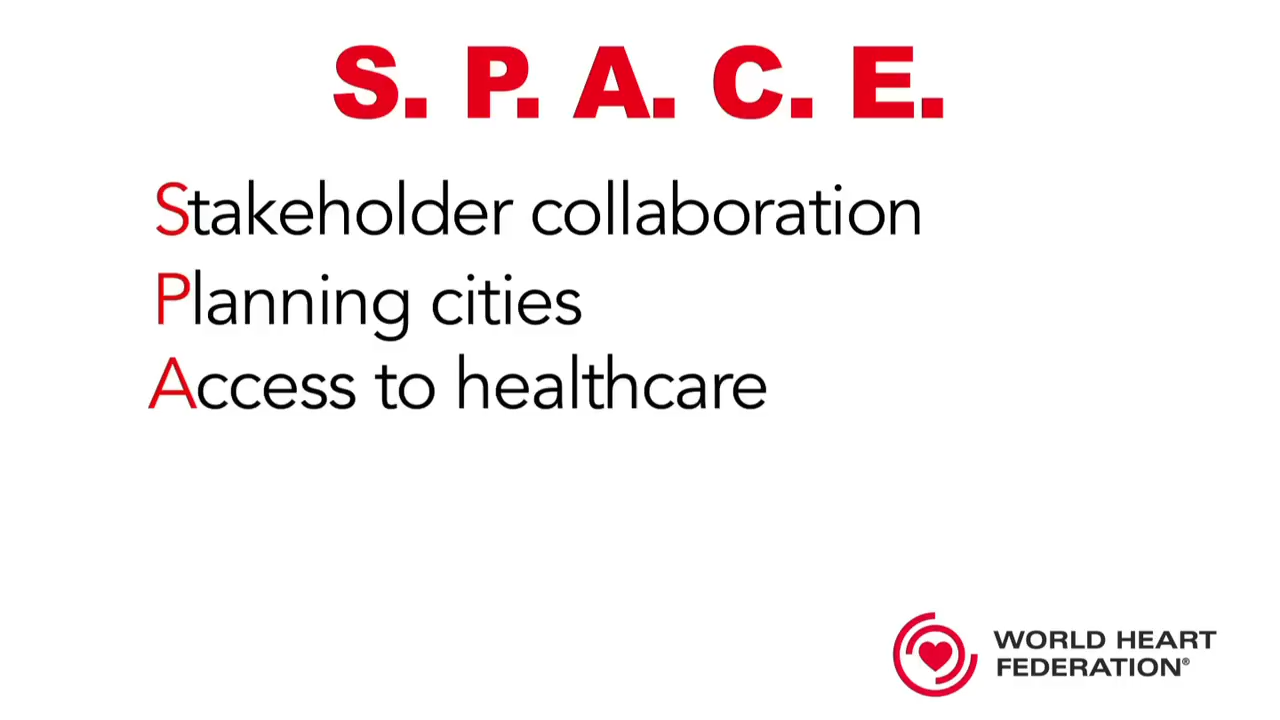 S. P. A. C. E.
Stakeholder collaboration
Planning cities
Access to healthcare
WORLD HEART
FEDERATION®